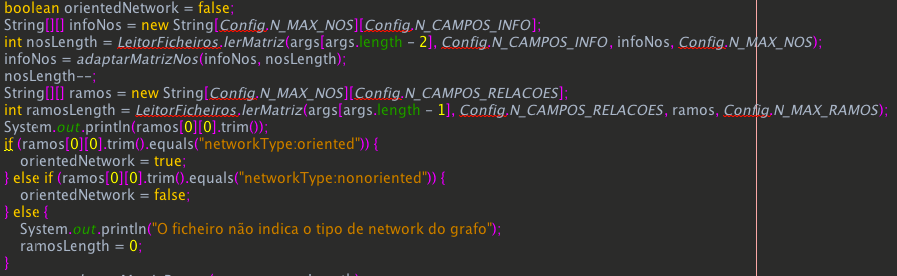 boolean orientedNetwork = false;
String[][] infoNos = new String[Config.N_MAX_NOS][Config.N_CAMPOS_INFO];
int nosLength = LeitorFicheiros.lerMatriz(args[args.length - 2], Config.N_CAMPOS_INFO, infoNos, Config.N_MAX_NOS);
infoNos = adaptarMatrizNos(infoNos, nosLength);
nosLength--;
String[][] ramos = new String[Config.N_MAX_NOS][Config.N_CAMPOS_RELACOES];
int ramosLength = LeitorFicheiros.lerMatriz(args[args.length - 1], Config.N_CAMPOS_RELACOES, ramos, Config.N_MAX_RAMOS);
System.out.println(ramos[0][0].trim());
if (ramos[0][0].trim().equals("networkType:oriented")) {
    orientedNetwork = true;
} else if (ramos[0][0].trim().equals("networkType:nonoriented")) {
    orientedNetwork = false;
} else {
    System.out.println("O ficheiro não indica o tipo de network do grafo");
    ramosLength = 0;
}